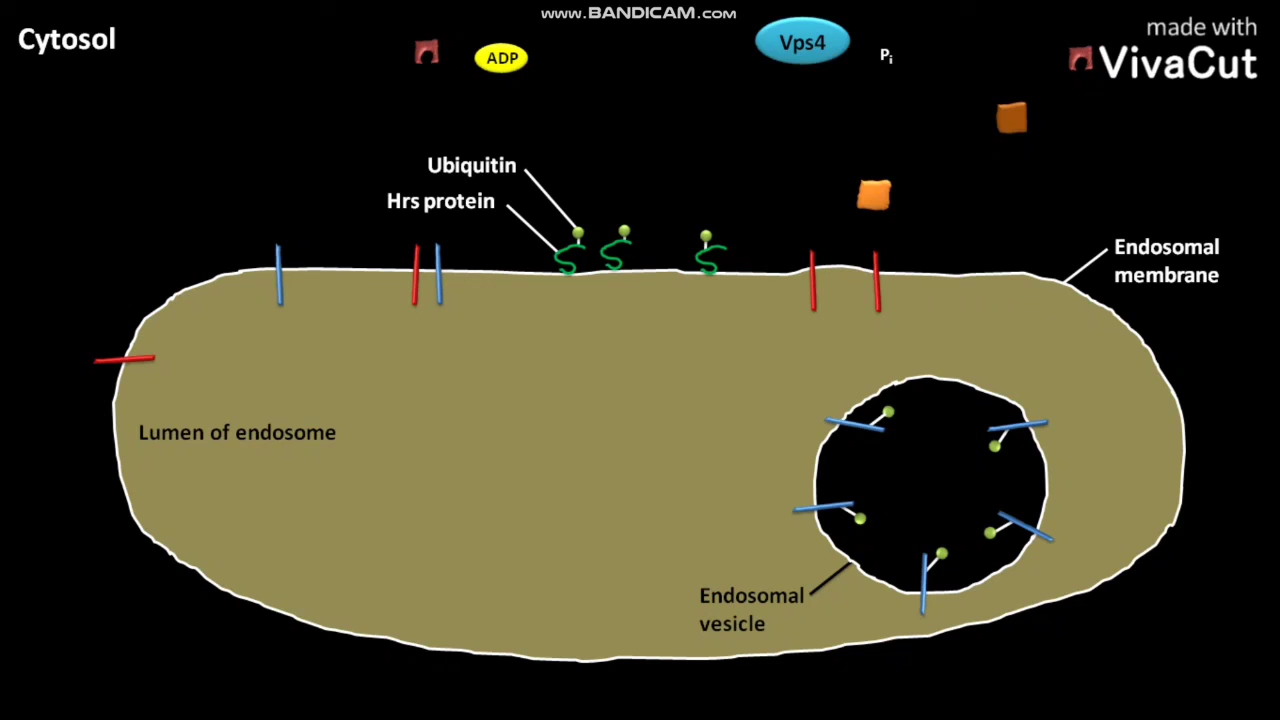 www.BANDICAM.com
Cytosol
ADP
Vps4
Pi
made with
VivaCut
Ubiquitin
Hrs protein
Endosomal
membrane
Lumen of endosome
Endosomal
vesicle